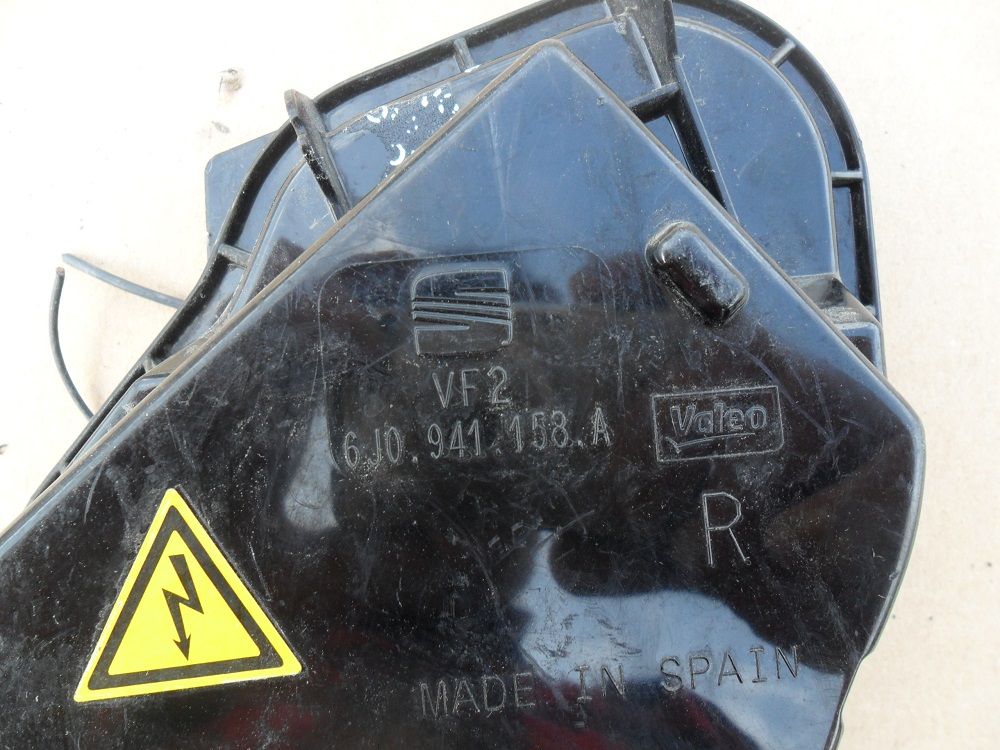 VF2
6J0.941.158.A
Valeo
R
MADE IN SPAIN